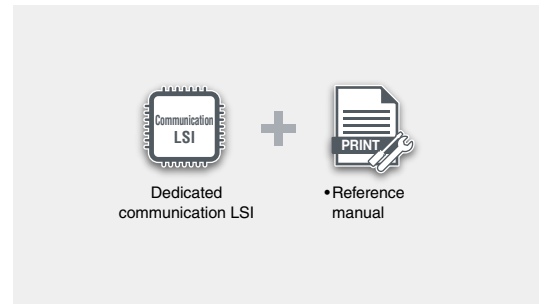 Communication
LSI
PRINT
Dedicated
communication LSI
•Reference
manual